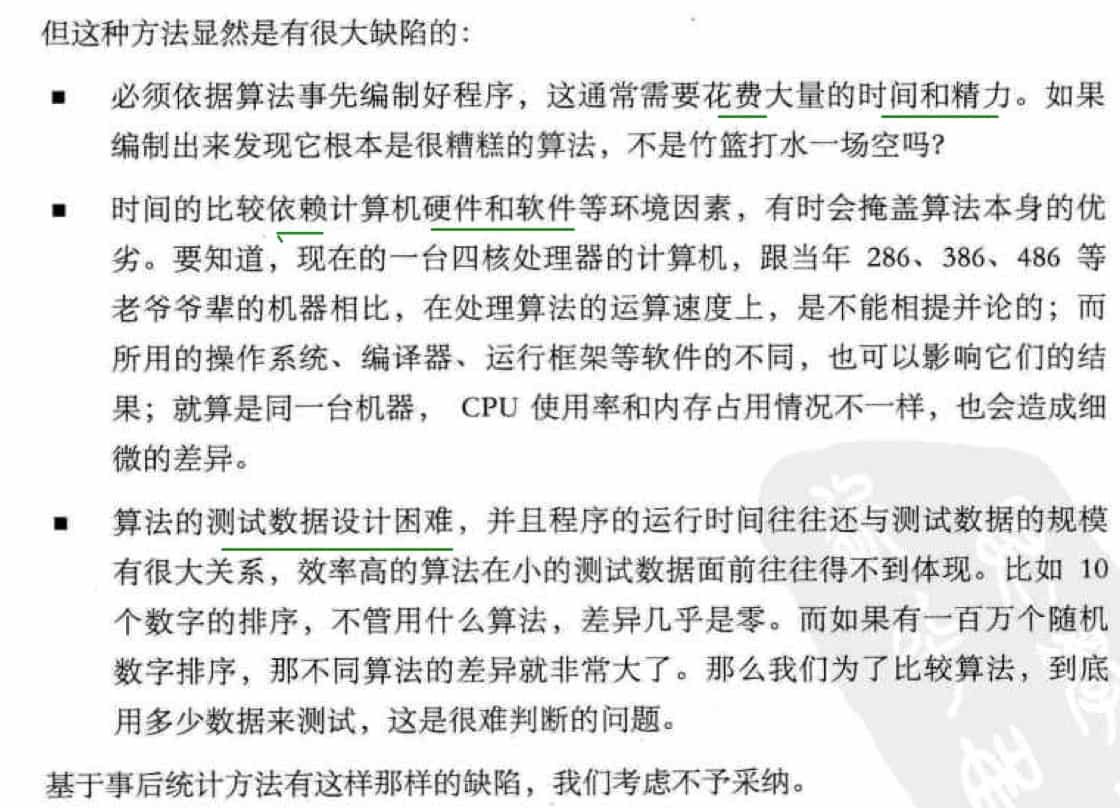 但这种方法显然是有很大缺陷的：
■ 必须依据算法事先编制好程序，这通常需要花费大量的时间和精力。如果
编制出来发现它根本是很糟糕的算法，不是竹篮打水一场空吗？
■ 时间的比较依赖计算机硬件和软件等环境因素，有时会掩盖算法本身的优
劣。要知道，现在的一台四核处理器的计算机，跟当年 286、386、486 等
老爷爷辈的机器相比，在处理算法的运算速度上，是不能相提并论的；而
所用的操作系统、编译器、运行框架等软件的不同，也可以影响它们的结
果；就算是同一台机器， CPU 使用率和内存占用情况不一样，也会造成细
微的差异。
■ 算法的测试数据设计困难，并且程序的运行时间往往还与测试数据的规模
有很大关系，效率高的算法在小的测试数据面前往往得不到体现。比如 10
个数字的排序，不管用什么算法，差异几乎是零。而如果有一百万个随机
数字排序，那不同算法的差异就非常大了。那么我们为了比较算法，到底
用多少数据来测试，这是很难判断的问题。
基于事后统计方法有这样那样的缺陷，我们考虑不予采纳。